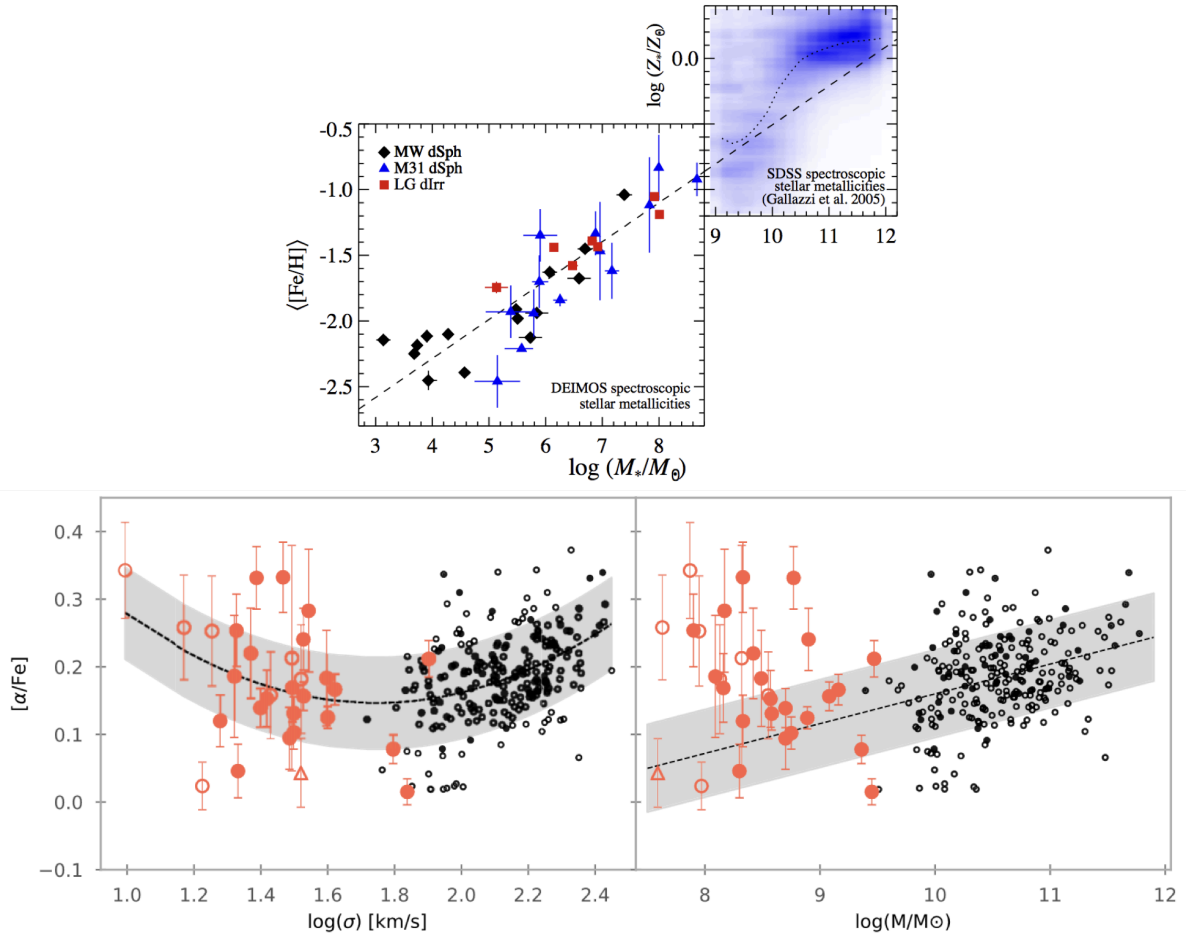 log (Z*/Z⊙)
0.0
SDSS spectroscopic
stellar metallicities
(Gallazzi et al. 2005)
9 10 11 12
⟨[Fe/H]⟩
-0.5
-1.0
-1.5
-2.0
-2.5
MW dSph
M31 dSph
LG dIrr
DEIMOS spectroscopic
stellar metallicities
3 4 5 6 7 8
log (M*/M⊙)
[α/Fe]
0.4
0.3
0.2
0.1
0.0
−0.1
1.0 1.2 1.4 1.6 1.8 2.0 2.2 2.4
log(σ) [km/s]
8 9 10 11 12
log(M/M⊙)